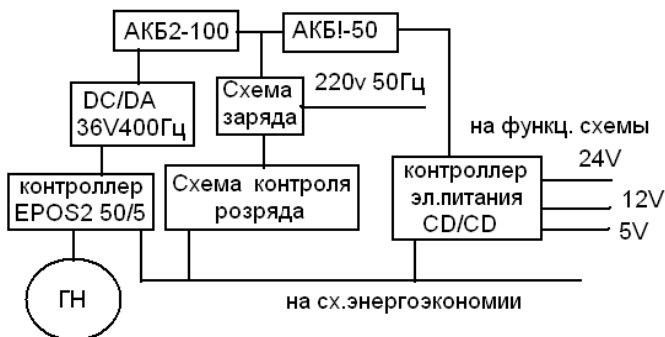 АКБ2-100
АКБ!-50
DC/DA
36V400Гц
Схема
заряда
220v 50Гц
на функц. схемы
24V
12V
5V
контроллер
EPOS2 50/5
Схема контроля
розряда
контроллер
эл.питания
CD/CD
ГН
на сх.энергоэкономии